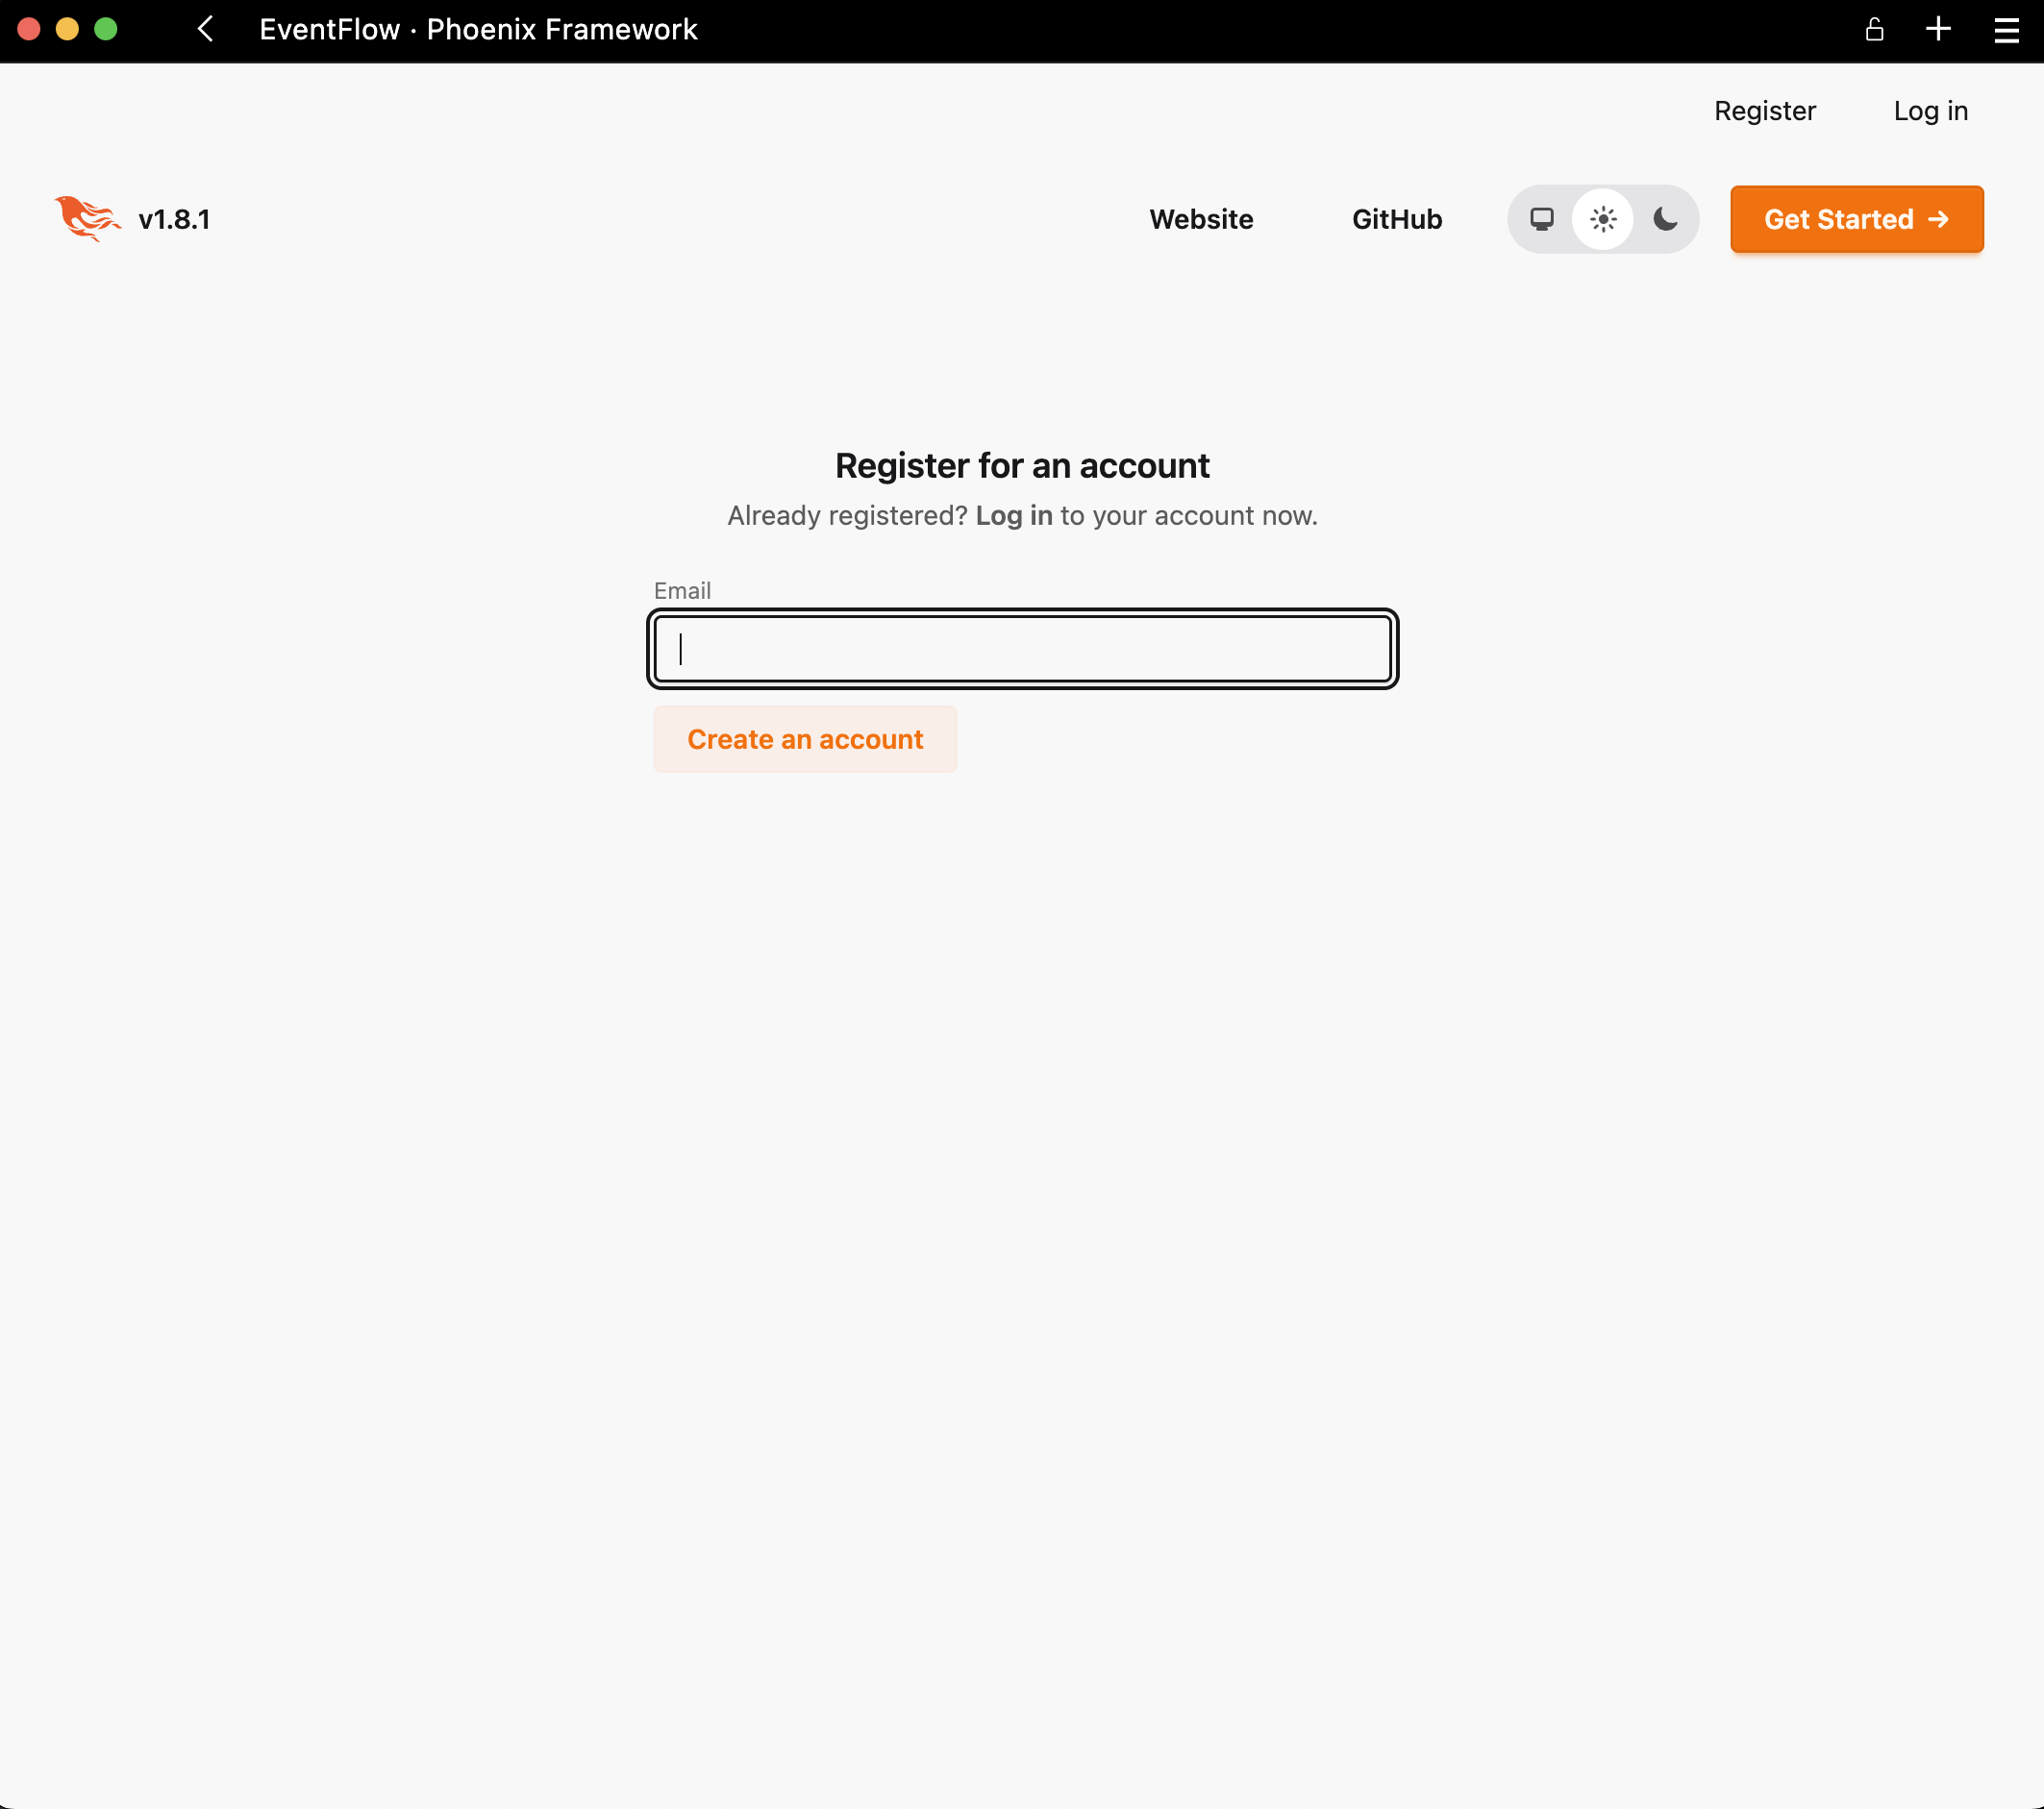 EventFlow · Phoenix Framework
Register Log in
v1.8.1 Website GitHub Get Started →
Register for an account
Already registered? Log in to your account now.
Email
Create an account